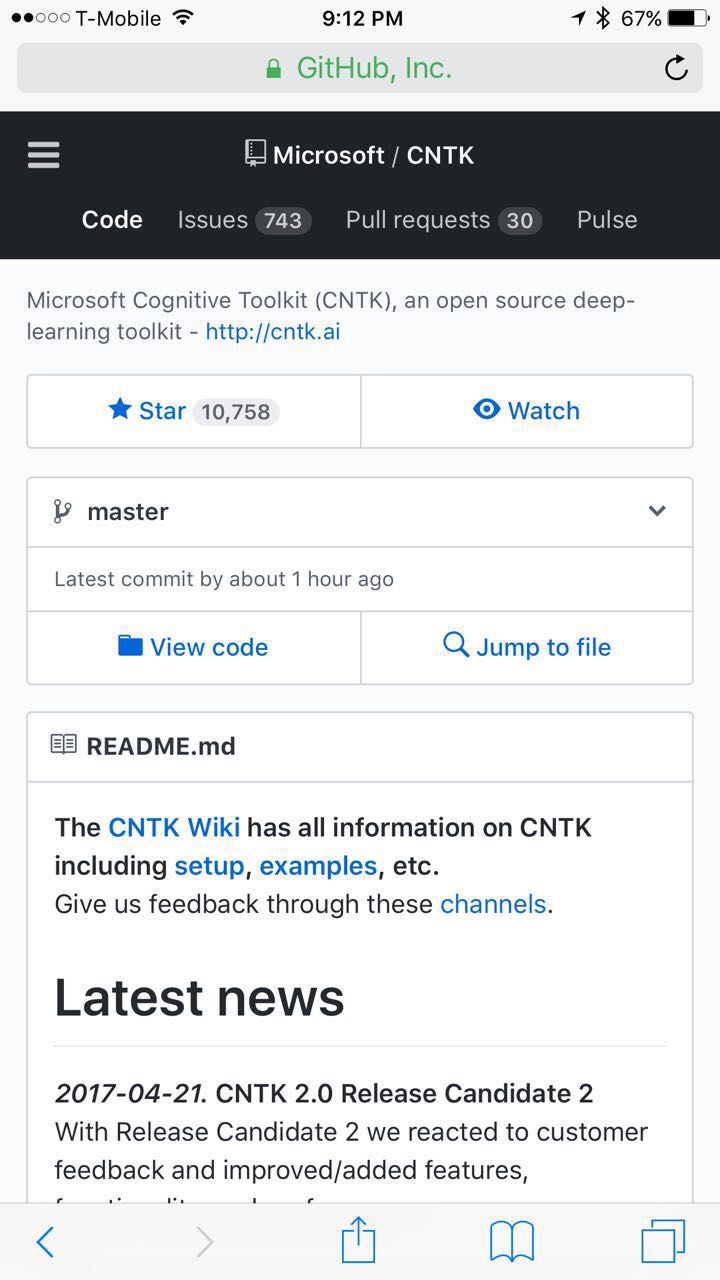 T-Mobile 9:12 PM 67%
GitHub, Inc.
Microsoft / CNTK
Code Issues 743 Pull requests 30 Pulse
Microsoft Cognitive Toolkit (CNTK), an open source deep-
learning toolkit - http://cntk.ai
Star 10,758 Watch
master
Latest commit by about 1 hour ago
View code Jump to file
README.md
The CNTK Wiki has all information on CNTK
including setup, examples, etc.
Give us feedback through these channels.
Latest news
2017-04-21. CNTK 2.0 Release Candidate 2
With Release Candidate 2 we reacted to customer
feedback and improved/added features,